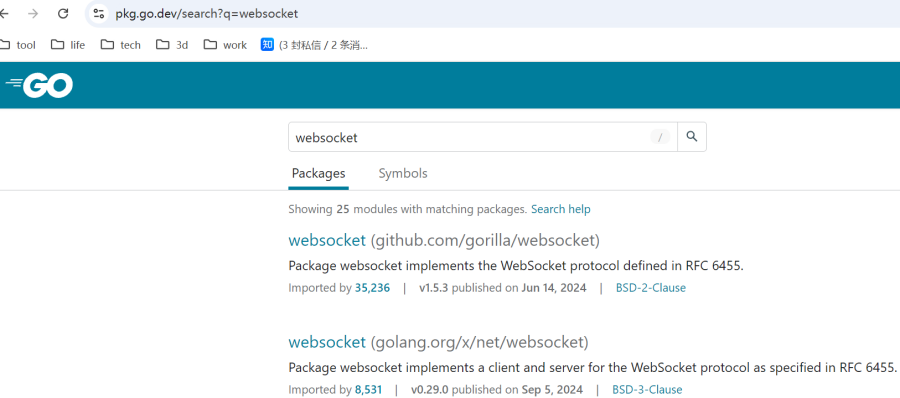 pkg.go.dev/search?q=websocket
tool life tech 3d work 知 (3 封私信 / 2 条消...
GO
websocket /
Packages Symbols
Showing 25 modules with matching packages. Search help
websocket (github.com/gorilla/websocket)
Package websocket implements the WebSocket protocol defined in RFC 6455.
Imported by 35,236 | v1.5.3 published on Jun 14, 2024 | BSD-2-Clause
websocket (golang.org/x/net/websocket)
Package websocket implements a client and server for the WebSocket protocol as specified in RFC 6455.
Imported by 8,531 | v0.29.0 published on Sep 5, 2024 | BSD-3-Clause